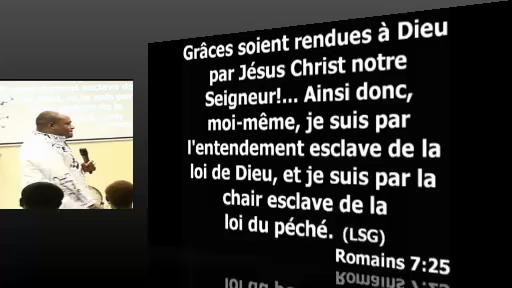 Grâces soient rendues à Dieu
par Jésus Christ notre
Seigneur!... Ainsi donc,
moi-même, je suis par
l'entendement esclave de la
loi de Dieu, et je suis par la
chair esclave de la
loi du péché. (LSG)
Romains 7:25